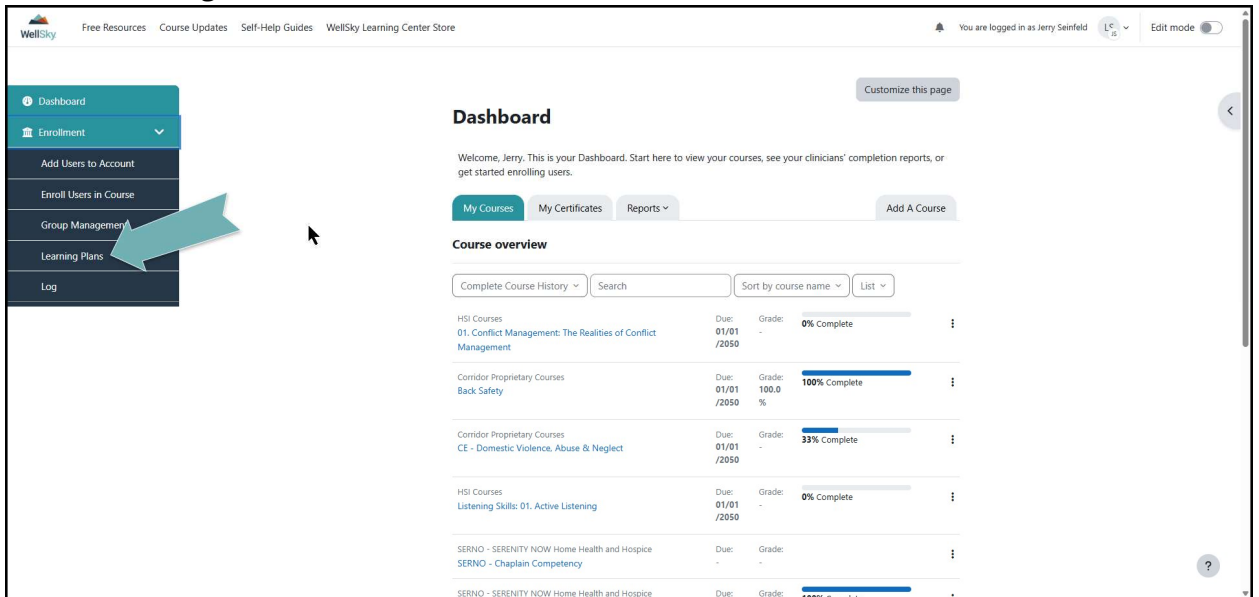 WellSky
Free Resources Course Updates Self-Help Guides WellSky Learning Center Store
You are logged in as Jerry Seinfeld
Edit mode
Dashboard
Enrollment
Add Users to Account
Enroll Users in Course
Group Management
Learning Plans
Log
Customize this page
Dashboard
Welcome, Jerry. This is your Dashboard. Start here to view your courses, see your clinicians' completion reports, or
get started enrolling users.
My Courses My Certificates Reports Add A Course
Course overview
Complete Course History Search Sort by course name List
HSI Courses
01. Conflict Management: The Realities of Conflict
Management
Due:
01/01
/2050
Grade:
-
0% Complete
Corridor Proprietary Courses
Back Safety
Due:
01/01
/2050
Grade:
100.0
%
100% Complete
Corridor Proprietary Courses
CE - Domestic Violence, Abuse & Neglect
Due:
01/01
/2050
Grade:
-
33% Complete
HSI Courses
Listening Skills: 01. Active Listening
Due:
01/01
/2050
Grade:
-
0% Complete
SERNO - SERENITY NOW Home Health and Hospice
SERNO - Chaplain Competency
Due:
-
Grade:
-
SERNO - SERENITY NOW Home Health and Hospice
Due:
Grade:
?